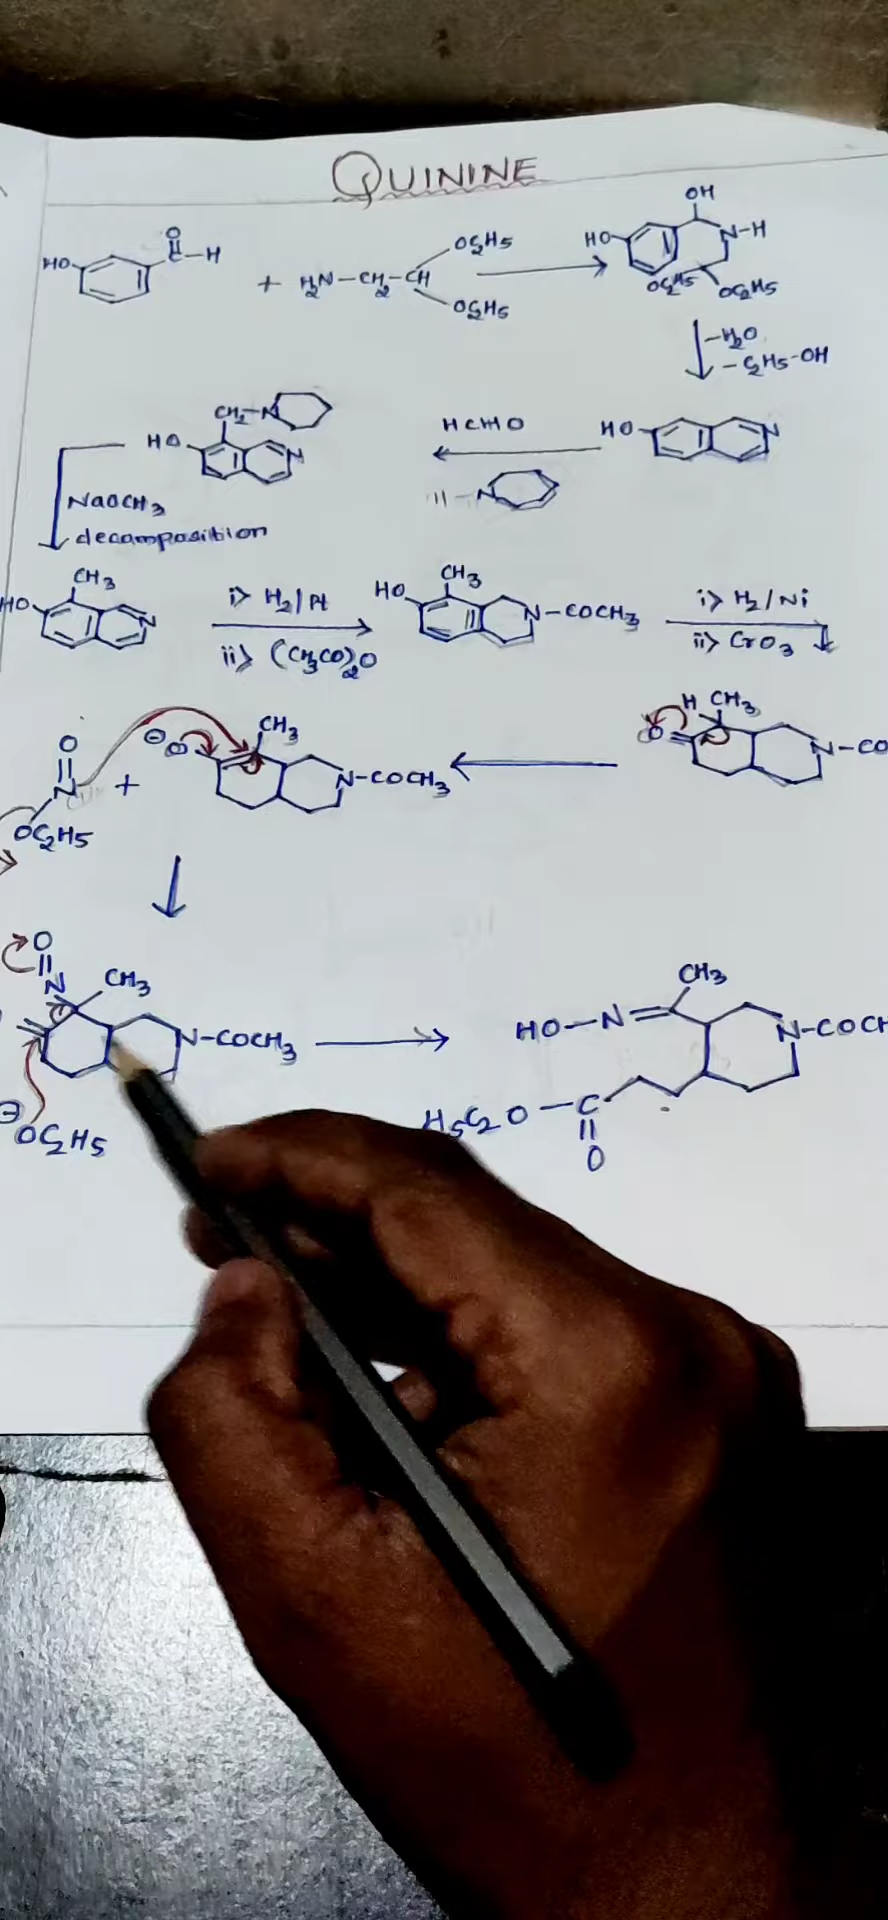 QUININE
HO
O
C-H
+ H2N-CH2-CH
OC2H5
OC2H5
OH
HO
N-H
OC2H5
OC2H5
-H2O
-C2H5-OH
HO
N
HCHO
H-N
CH2-N
HO
N
NaOCH3
decomposition
HO
CH3
N
i> H2/Pt
ii> (CH3CO)2O
HO
CH3
N-COCH3
i> H2/Ni
ii> CrO3
H CH3
O
N-CO
O
N
OC2H5
+
⊖O
CH3
N-COCH3
O
N
CH3
N-COCH3
⊖
OC2H5
CH3
HO-N
N-COCH
H5C2O-C
O